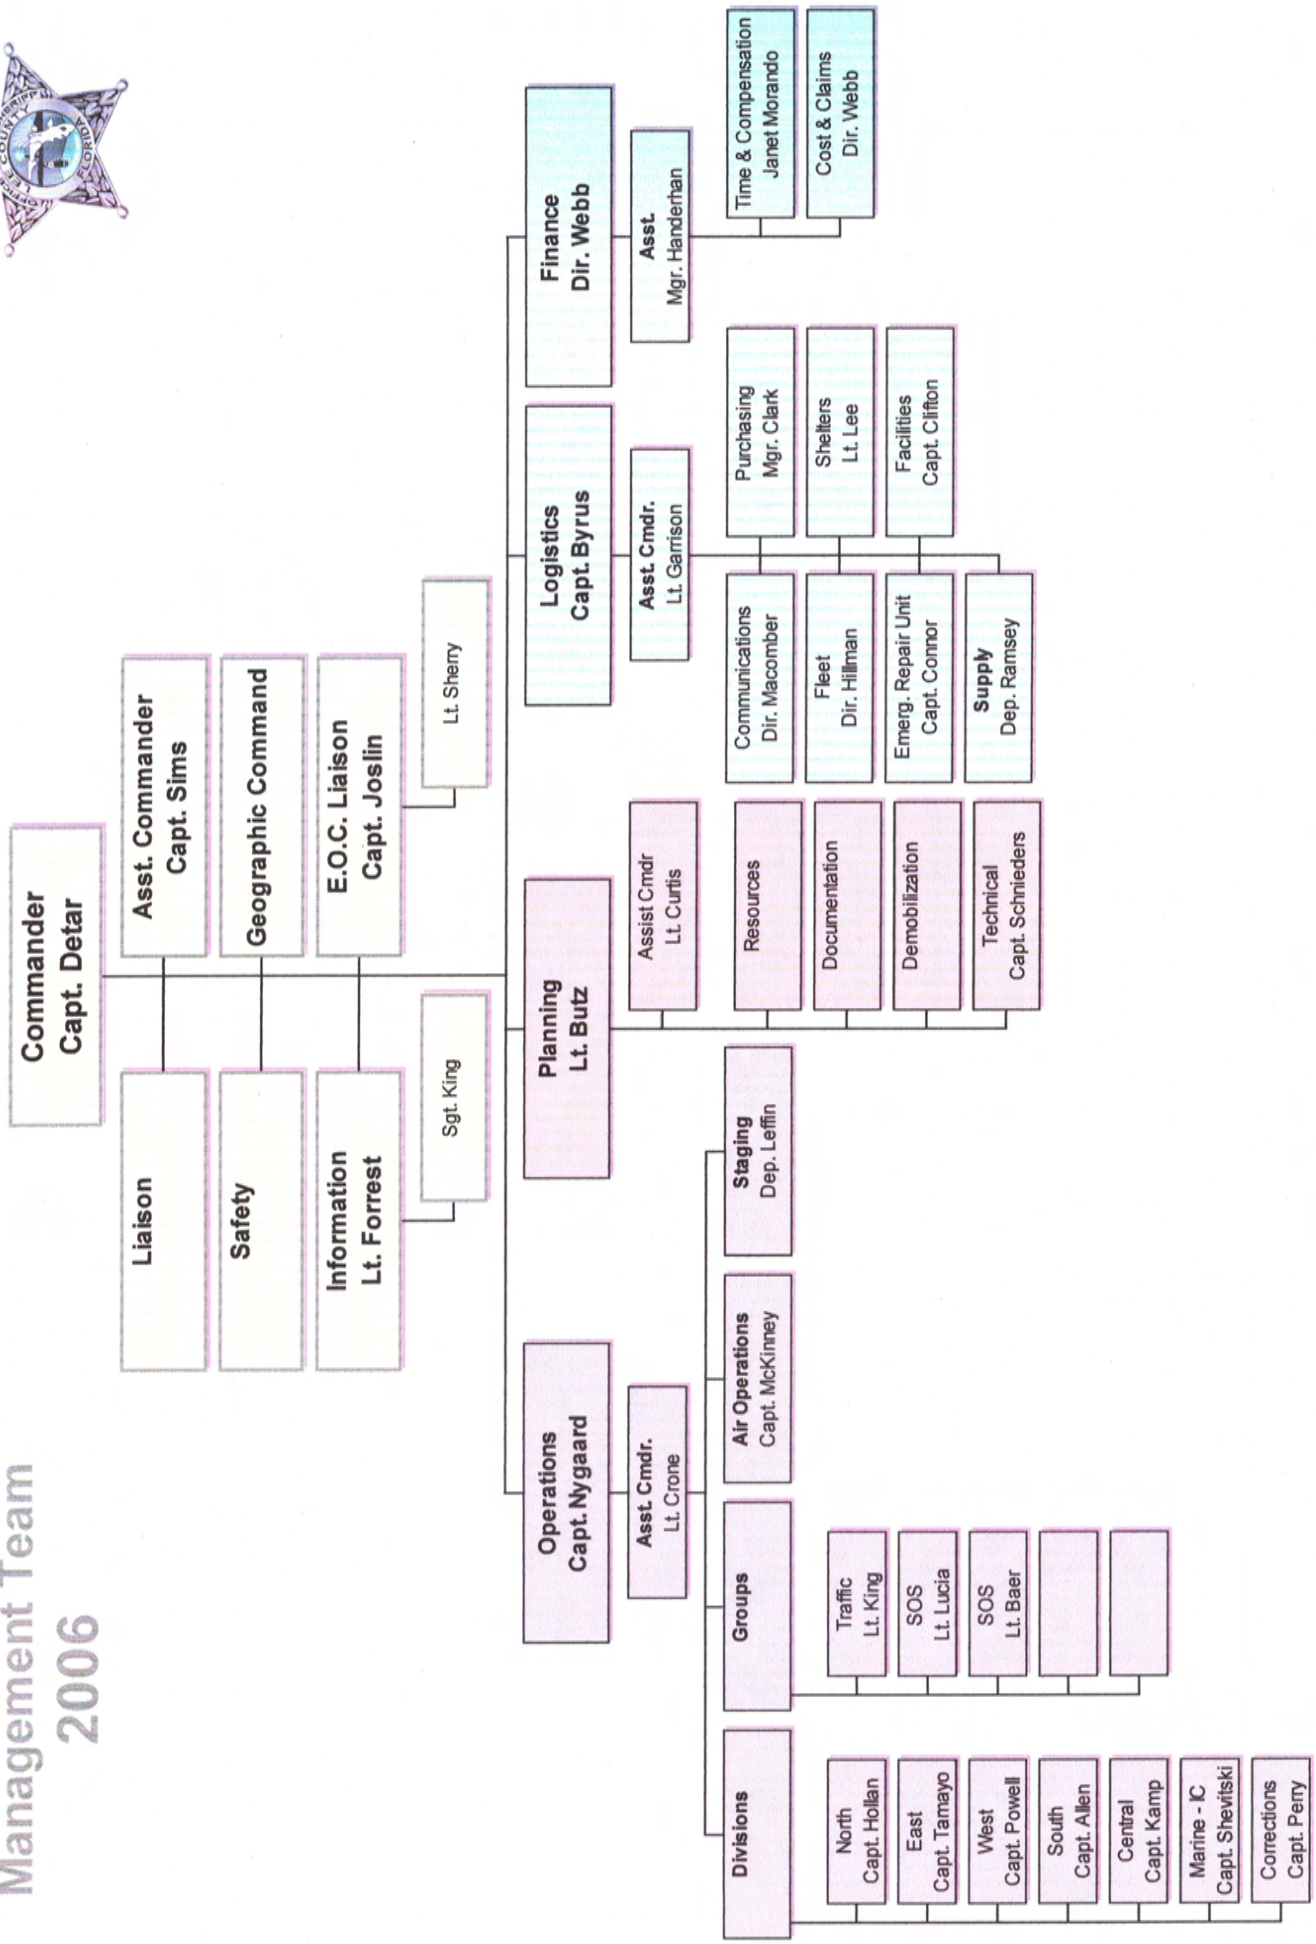 Management Team
2006
LEE COUNTY
FLORIDA
Commander
Capt. Detar
Liaison
Asst. Commander
Capt. Sims
Safety
Geographic Command
Information
Lt. Forrest
E.O.C. Liaison
Capt. Joslin
Sgt. King
Lt. Sherry
Operations
Capt. Nygaard
Planning
Lt. Butz
Logistics
Capt. Byrus
Finance
Dir. Webb
Asst. Cmdr.
Lt. Crone
Assist Cmdr
Lt. Curtis
Asst. Cmdr.
Lt. Garrison
Asst.
Mgr. Handerhan
Divisions
Groups
Air Operations
Capt. McKinney
Staging
Dep. Leffin
North
Capt. Hollan
East
Capt. Tamayo
West
Capt. Powell
South
Capt. Allen
Central
Capt. Kamp
Marine - IC
Capt. Shevitski
Corrections
Capt. Perry
Traffic
Lt. King
SOS
Lt. Lucia
SOS
Lt. Baer
Resources
Documentation
Demobilization
Technical
Capt. Schnieders
Communications
Dir. Macomber
Purchasing
Mgr. Clark
Fleet
Dir. Hillman
Shelters
Lt. Lee
Emerg. Repair Unit
Capt. Connor
Facilities
Capt. Clifton
Supply
Dep. Ramsey
Time & Compensation
Janet Morando
Cost & Claims
Dir. Webb